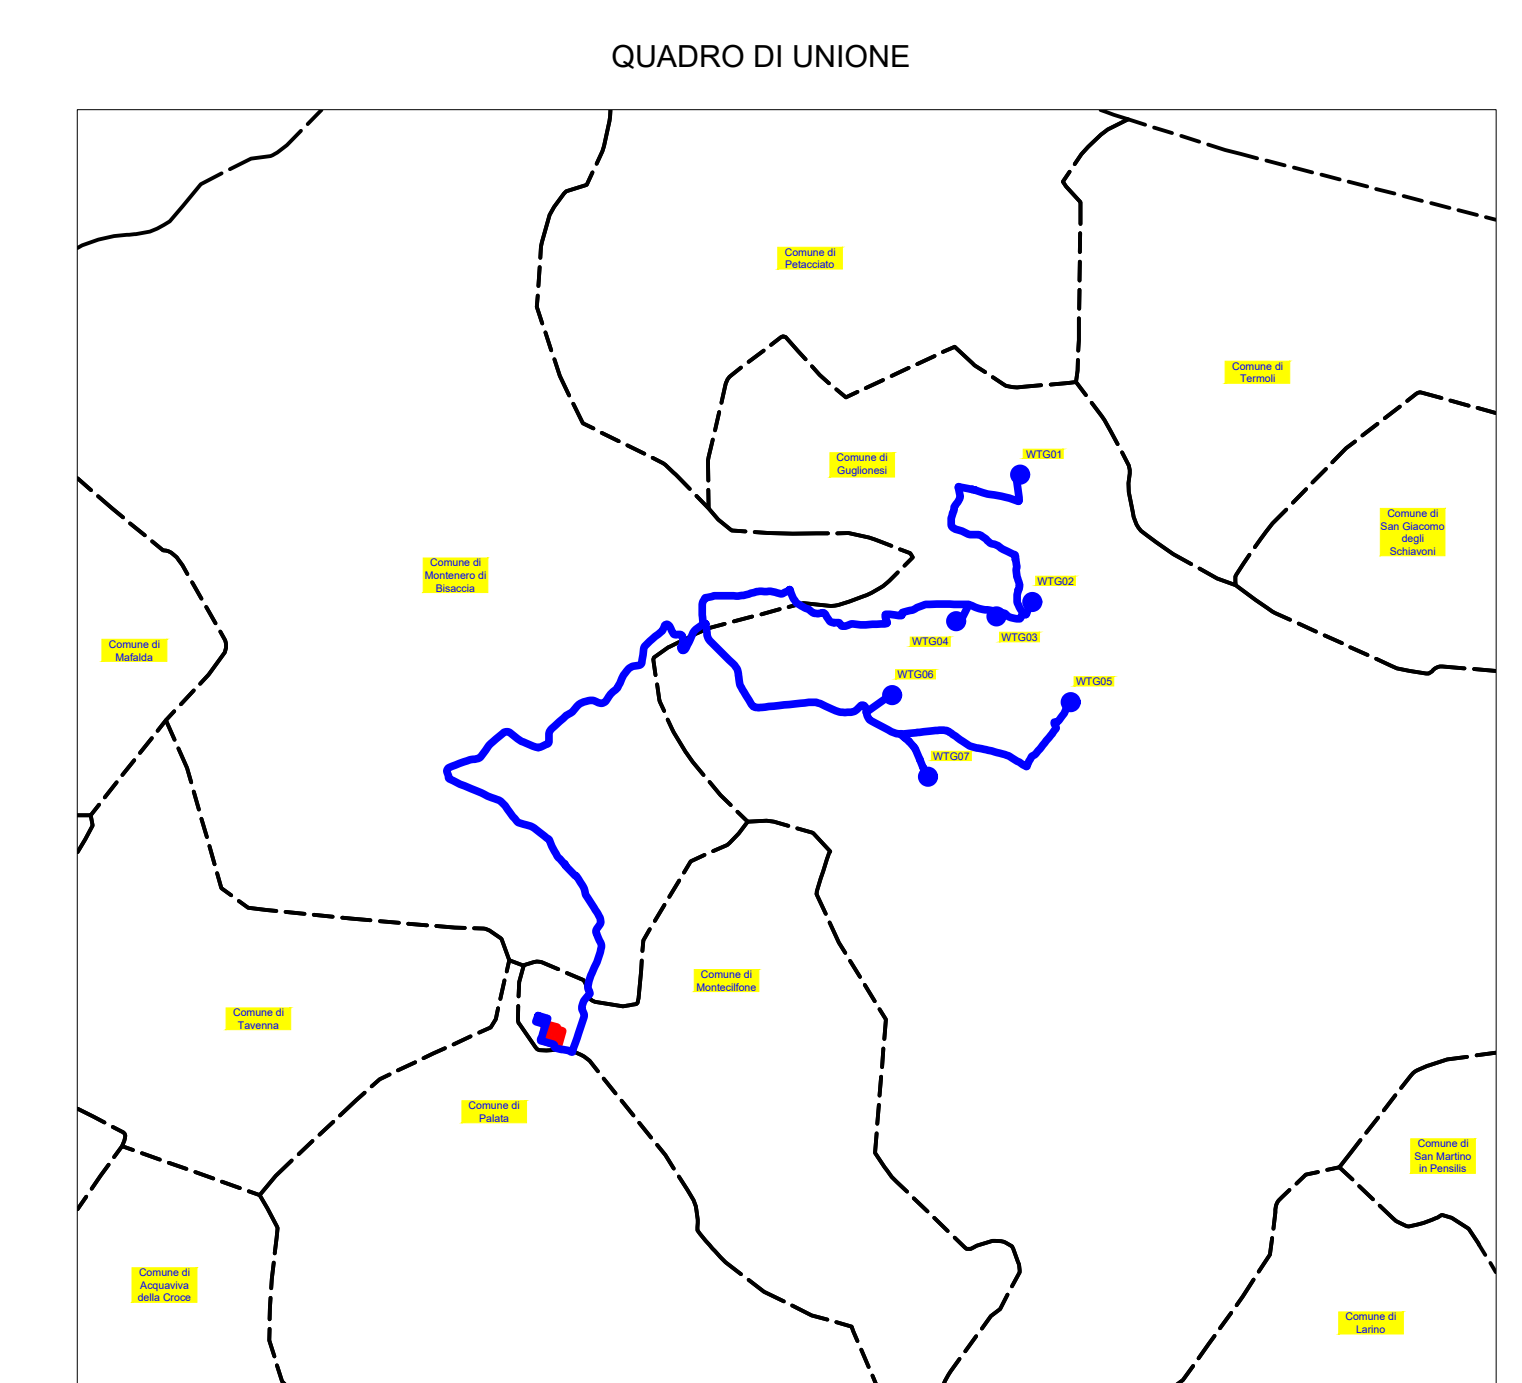 QUADRO DI UNIONE
Comune di
Petacciato
Comune di
Termoli
Comune di
Guglionesi
WTG01
Comune di
San Giacomo
degli
Schiavoni
Comune di
Montenero di
Bisaccia
WTG02
Comune di
Mafalda
WTG04
WTG03
WTG06
WTG05
WTG07
Comune di
Montecilfone
Comune di
Tavenna
Comune di
Palata
Comune di
San Martino
in Pensilis
Comune di
Acquaviva
della Croce
Comune di
Larino